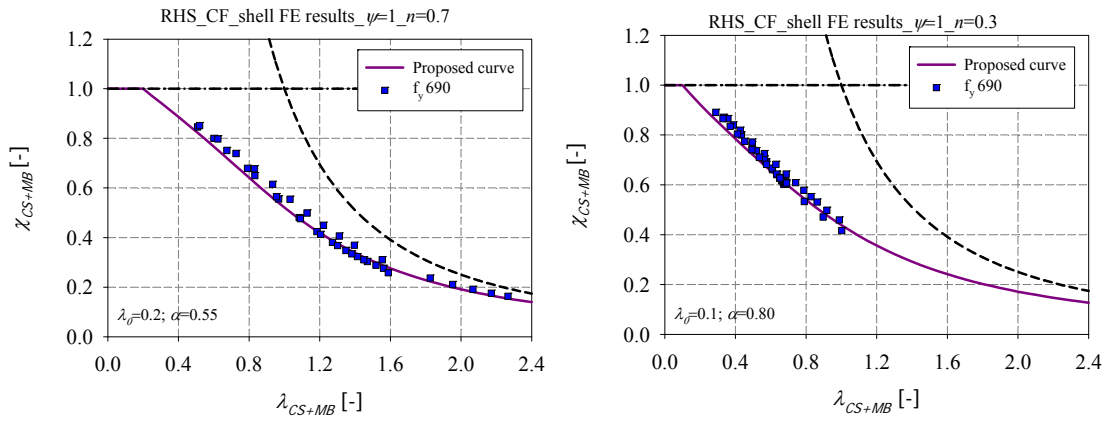 RHS_CF_shell FE results_ψ=1_n=0.7
1.2
1.0
0.8
0.6
0.4
0.2
0.0
χCS+MB [-]
Proposed curve
fy 690
λ0=0.2; α=0.55
0.0 0.4 0.8 1.2 1.6 2.0 2.4
λCS+MB [-]
RHS_CF_shell FE results_ψ=1_n=0.3
1.2
1.0
0.8
0.6
0.4
0.2
0.0
χCS+MB [-]
Proposed curve
fy 690
λ0=0.1; α=0.80
0.0 0.4 0.8 1.2 1.6 2.0 2.4
λCS+MB [-]